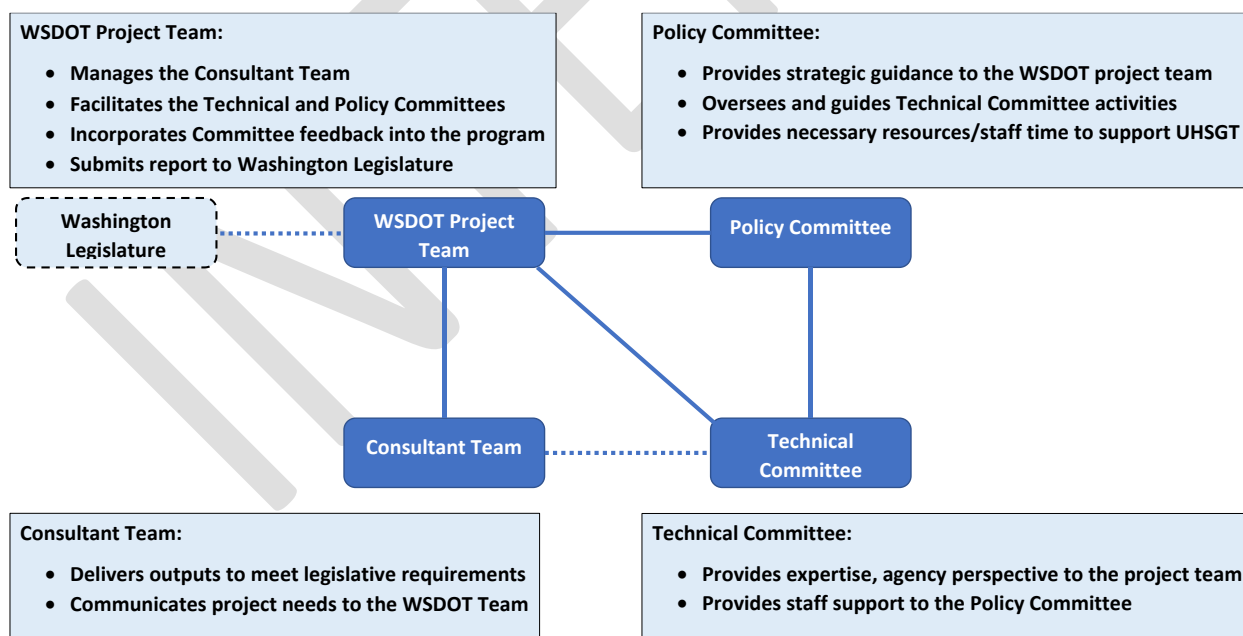 WSDOT Project Team:
• Manages the Consultant Team
• Facilitates the Technical and Policy Committees
• Incorporates Committee feedback into the program
• Submits report to Washington Legislature
Policy Committee:
• Provides strategic guidance to the WSDOT project team
• Oversees and guides Technical Committee activities
• Provides necessary resources/staff time to support UHSGT
Washington
Legislature
WSDOT Project
Team
Policy Committee
Consultant Team
Technical
Committee
Consultant Team:
• Delivers outputs to meet legislative requirements
• Communicates project needs to the WSDOT Team
Technical Committee:
• Provides expertise, agency perspective to the project team
• Provides staff support to the Policy Committee